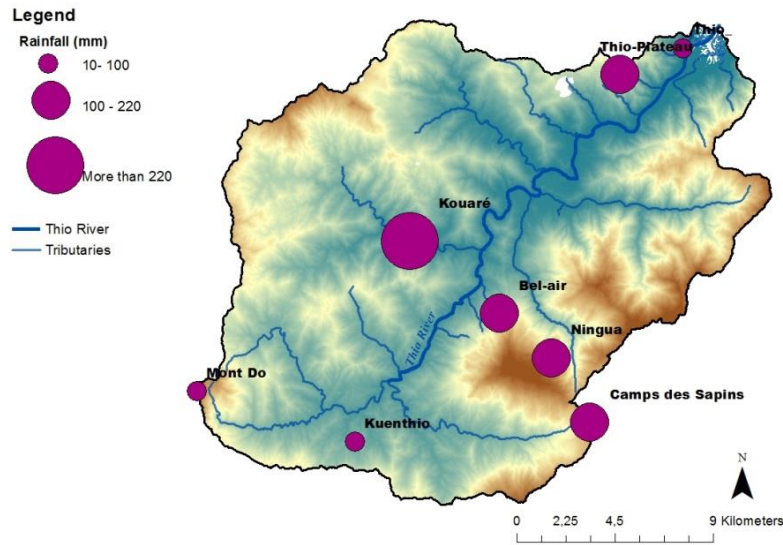 Legend
Rainfall (mm)
10- 100
100 - 220
More than 220
Thio River
Tributaries
Thio_
Thio-Plateau
Kouaré
Bel-air
Ningua
Thio River
Mont Do
Camps des Sapins
Kuenthio
N
0 2,25 4,5 9 Kilometers